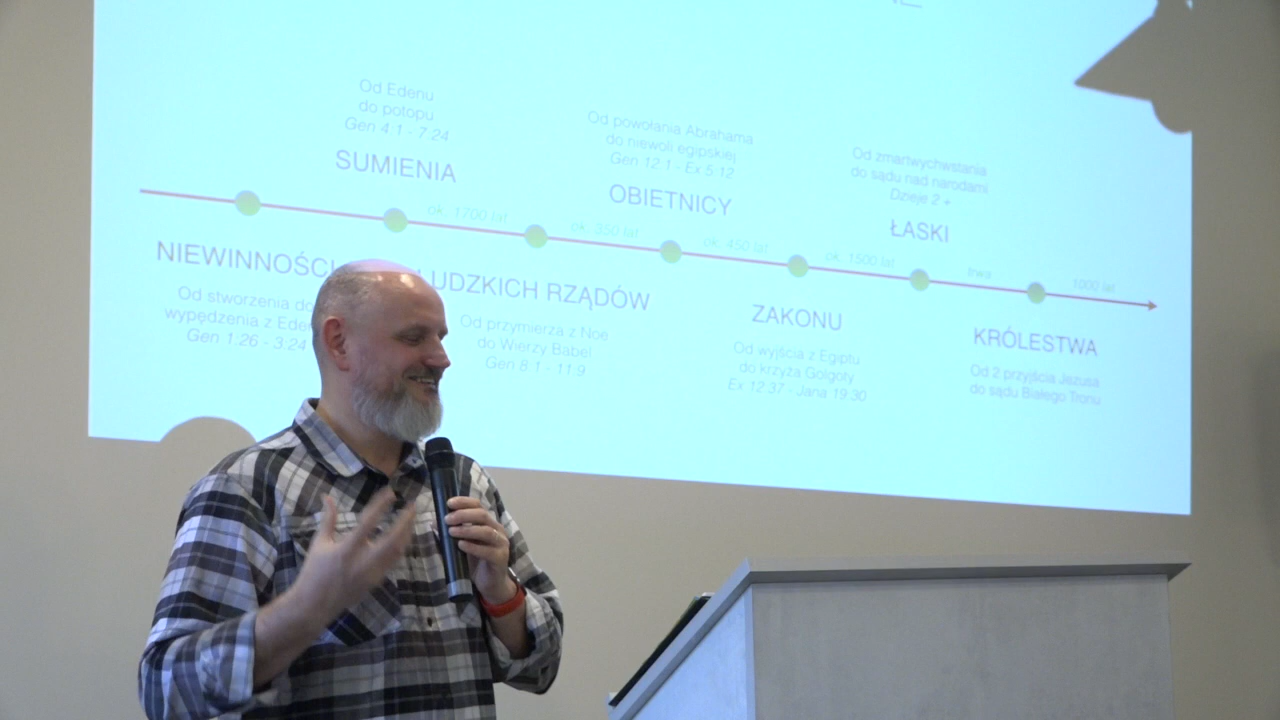 Od Edenu
do potopu
Gen 4:1 - 7.24
SUMIENIA
Od powołania Abrahama
do niewoli egipskiej
Gen 12.1 - Ex 5:12
OBIETNICY
Od zmartwychwstania
do sądu nad narodami
Dzieje 2 +
ŁASKI
ok. 1700 lat
ok. 350 lat
ok. 450 lat
ok. 1500 lat
trwa
1000 lat
NIEWINNOŚCI
Od stworzenia do
wypędzenia z
Gen 1:26 - 3.24
LUDZKICH RZĄDÓW
Od przymierza z Noe
do Wierzy Babel
Gen 8.1 - 11.9
ZAKONU
Od wyjścia z Egiptu
do krzyża Golgoty
Ex 12.37 - Jana 19.30
KRÓLESTWA
Od 2 przyjścia Jezusa
do sądu Białego Tronu